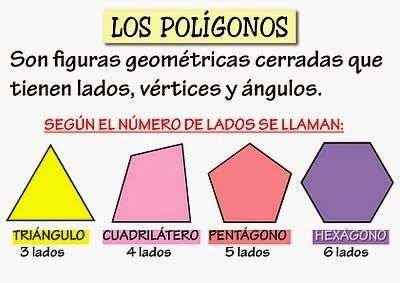 LOS POLÍGONOS
Son figuras geométricas cerradas que
tienen lados, vértices y ángulos.
SEGÚN EL NÚMERO DE LADOS SE LLAMAN:
TRIÁNGULO CUADRILÁTERO PENTÁGONO HEXÁGONO
3 lados 4 lados 5 lados 6 lados